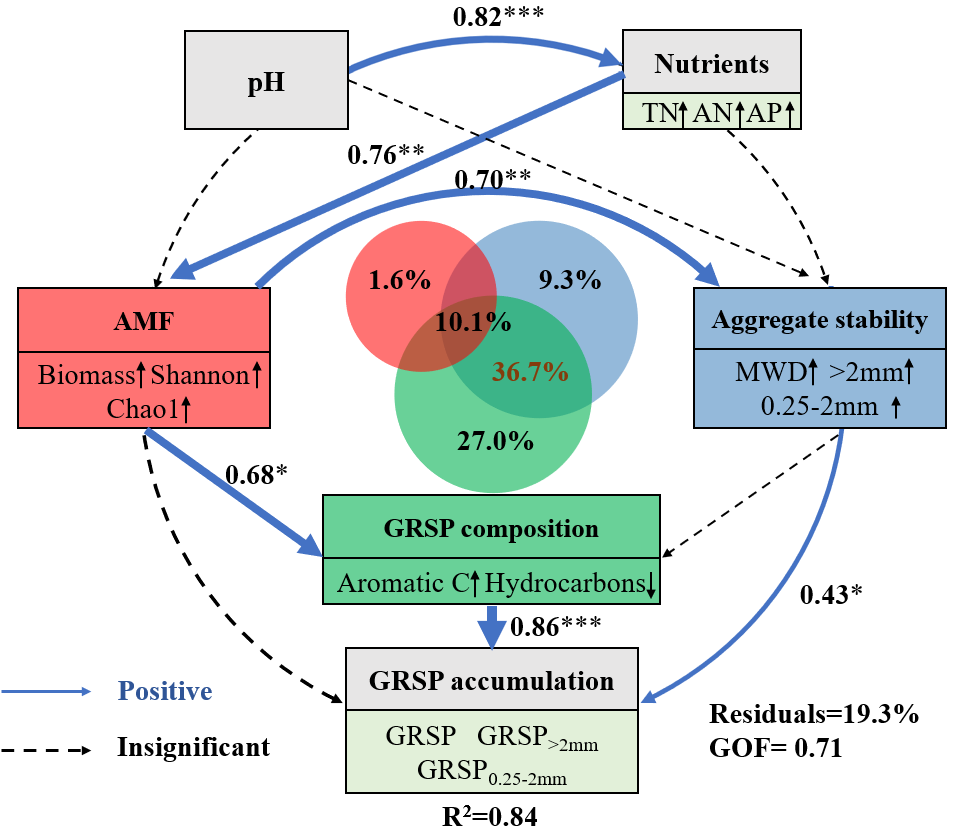 0.82***
pH
Nutrients
TN↑ AN↑ AP↑
0.76**
0.70**
1.6%
9.3%
10.1%
36.7%
27.0%
AMF
Biomass↑ Shannon↑
Chao1↑
Aggregate stability
MWD↑ >2mm↑
0.25-2mm ↑
0.68*
GRSP composition
Aromatic C↑ Hydrocarbons↓
0.43*
0.86***
GRSP accumulation
GRSP GRSP>2mm
GRSP0.25-2mm
Positive
Insignificant
Residuals=19.3%
GOF= 0.71
R²=0.84